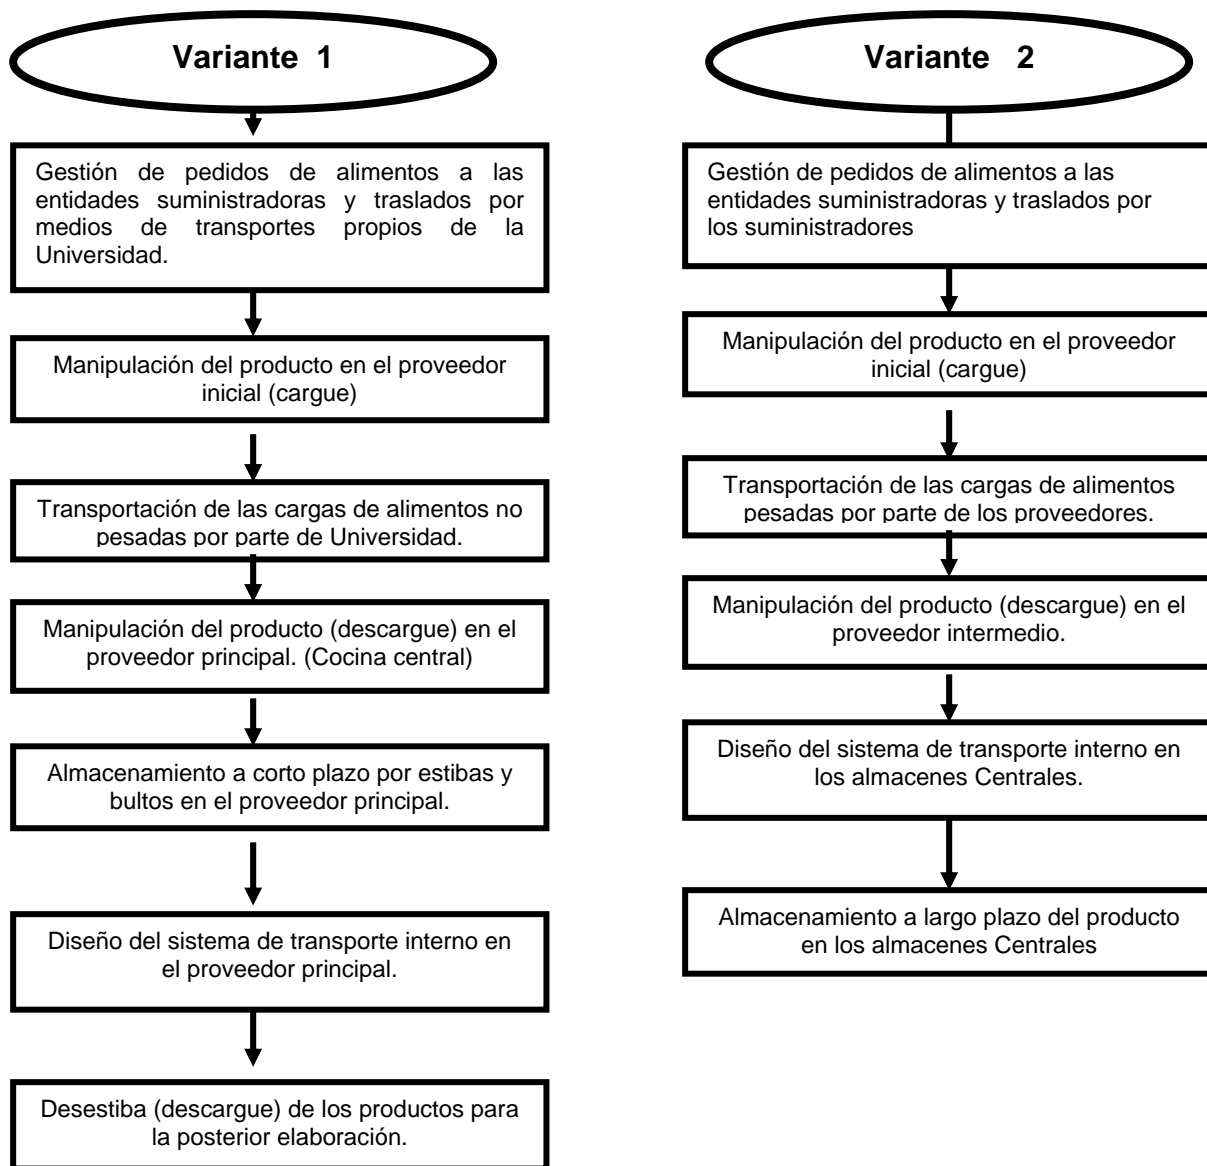 Variante 1
Gestión de pedidos de alimentos a las
entidades suministradoras y traslados por
medios de transportes propios de la
Universidad.
Manipulación del producto en el proveedor
inicial (cargue)
Transportación de las cargas de alimentos no
pesadas por parte de Universidad.
Manipulación del producto (descargue) en el
proveedor principal. (Cocina central)
Almacenamiento a corto plazo por estibas y
bultos en el proveedor principal.
Diseño del sistema de transporte interno en
el proveedor principal.
Desestiba (descargue) de los productos para
la posterior elaboración.
Variante 2
Gestión de pedidos de alimentos a las
entidades suministradoras y traslados por
los suministradores
Manipulación del producto en el proveedor
inicial (cargue)
Transportación de las cargas de alimentos
pesadas por parte de los proveedores.
Manipulación del producto (descargue) en el
proveedor intermedio.
Diseño del sistema de transporte interno en
los almacenes Centrales.
Almacenamiento a largo plazo del producto
en los almacenes Centrales